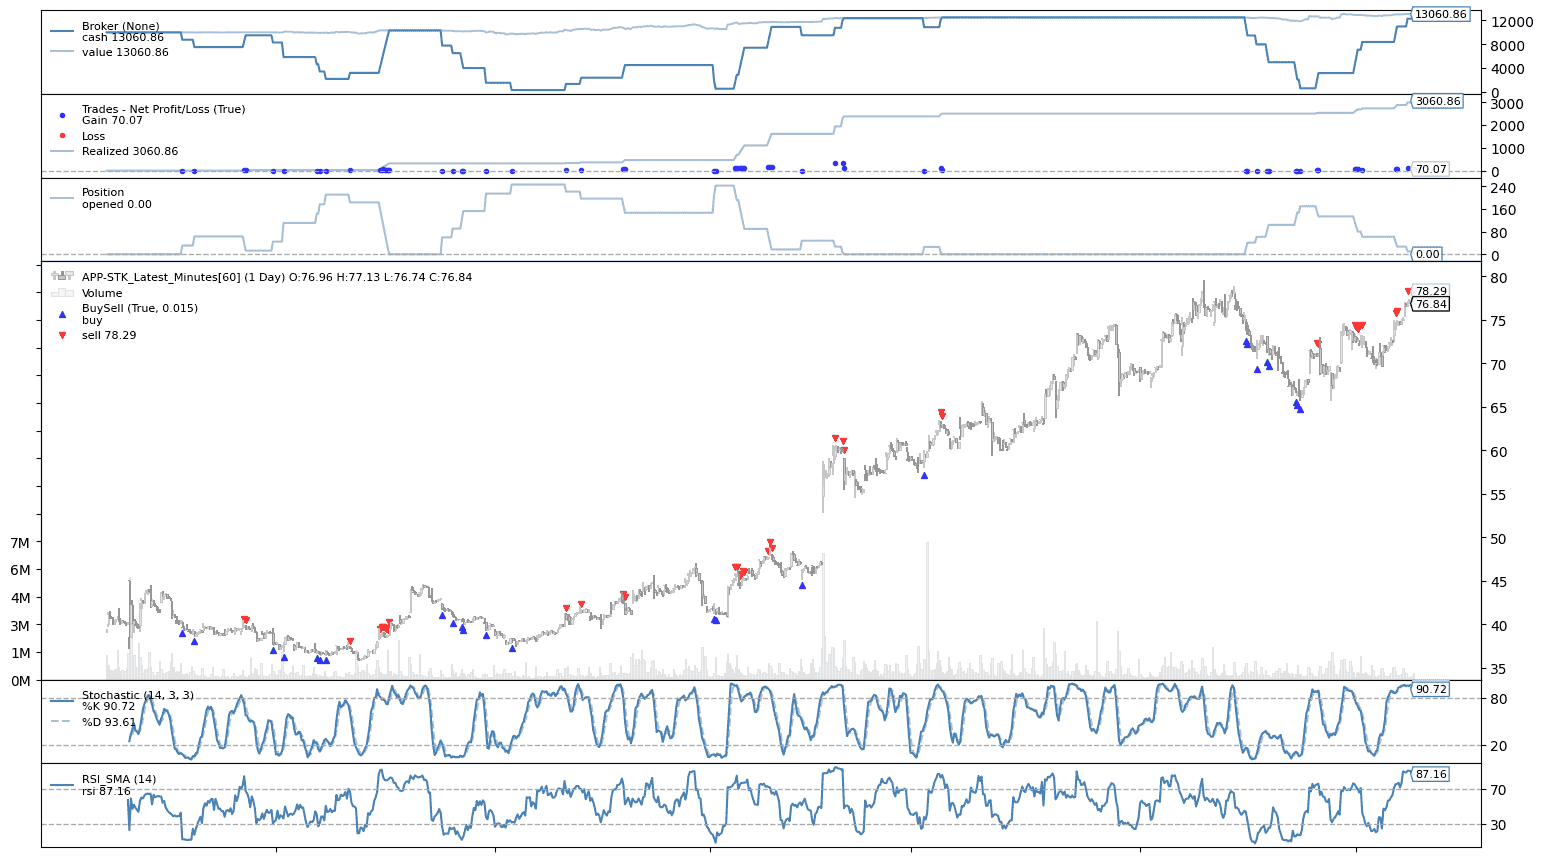 Broker (None)
cash 13060.86
value 13060.86
13060.86
12000
8000
4000
0
Trades - Net Profit/Loss (True)
Gain 70.07
Loss
Realized 3060.86
3060.86
3000
2000
1000
70.07
0
Position
opened 0.00
240
160
80
0.00
0
APP-STK_Latest_Minutes[60] (1 Day) O:76.96 H:77.13 L:76.74 C:76.84
Volume
BuySell (True, 0.015)
buy
sell 78.29
80
78.29
76.84
75
70
65
60
55
50
45
40
35
7M
6M
4M
3M
1M
0M
Stochastic (14, 3, 3)
%K 90.72
%D 93.61
90.72
80
20
RSI_SMA (14)
rsi 87.16
87.16
70
30